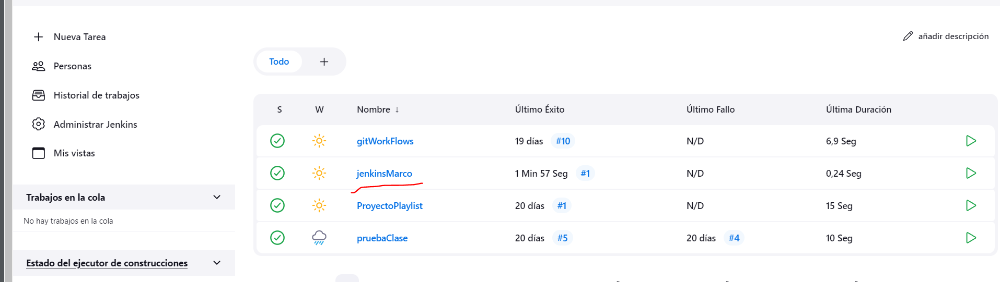 Nueva Tarea
añadir descripción
Personas
Todo +
Historial de trabajos
Administrar Jenkins
Mis vistas
S W Nombre ↓ Último Éxito Último Fallo Última Duración
gitWorkFlows 19 días #10 N/D 6,9 Seg
jenkinsMarco 1 Min 57 Seg #1 N/D 0,24 Seg
ProyectoPlaylist 20 días #1 N/D 15 Seg
pruebaClase 20 días #5 20 días #4 10 Seg
Trabajos en la cola
No hay trabajos en la cola
Estado del ejecutor de construcciones